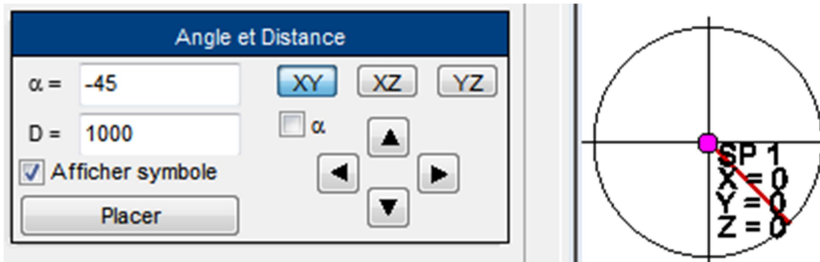 Angle et Distance
α = -45
XY XZ YZ
D = 1000
α
Afficher symbole
Placer
SP 1
X = 0
Y = 0
Z = 0